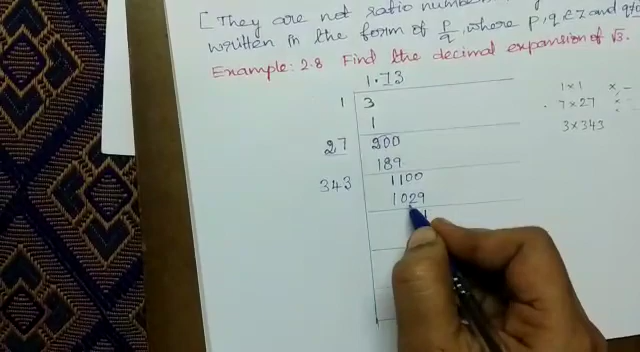 [They are not ratio
written in the form of p/q, where p, q ∈ z and q
Example: 2.8 Find the decimal expansion of √3.
1.73
1 3
1
27 200
189
343 1100
1029
1
1 x 1
7 x 27
3 x 343